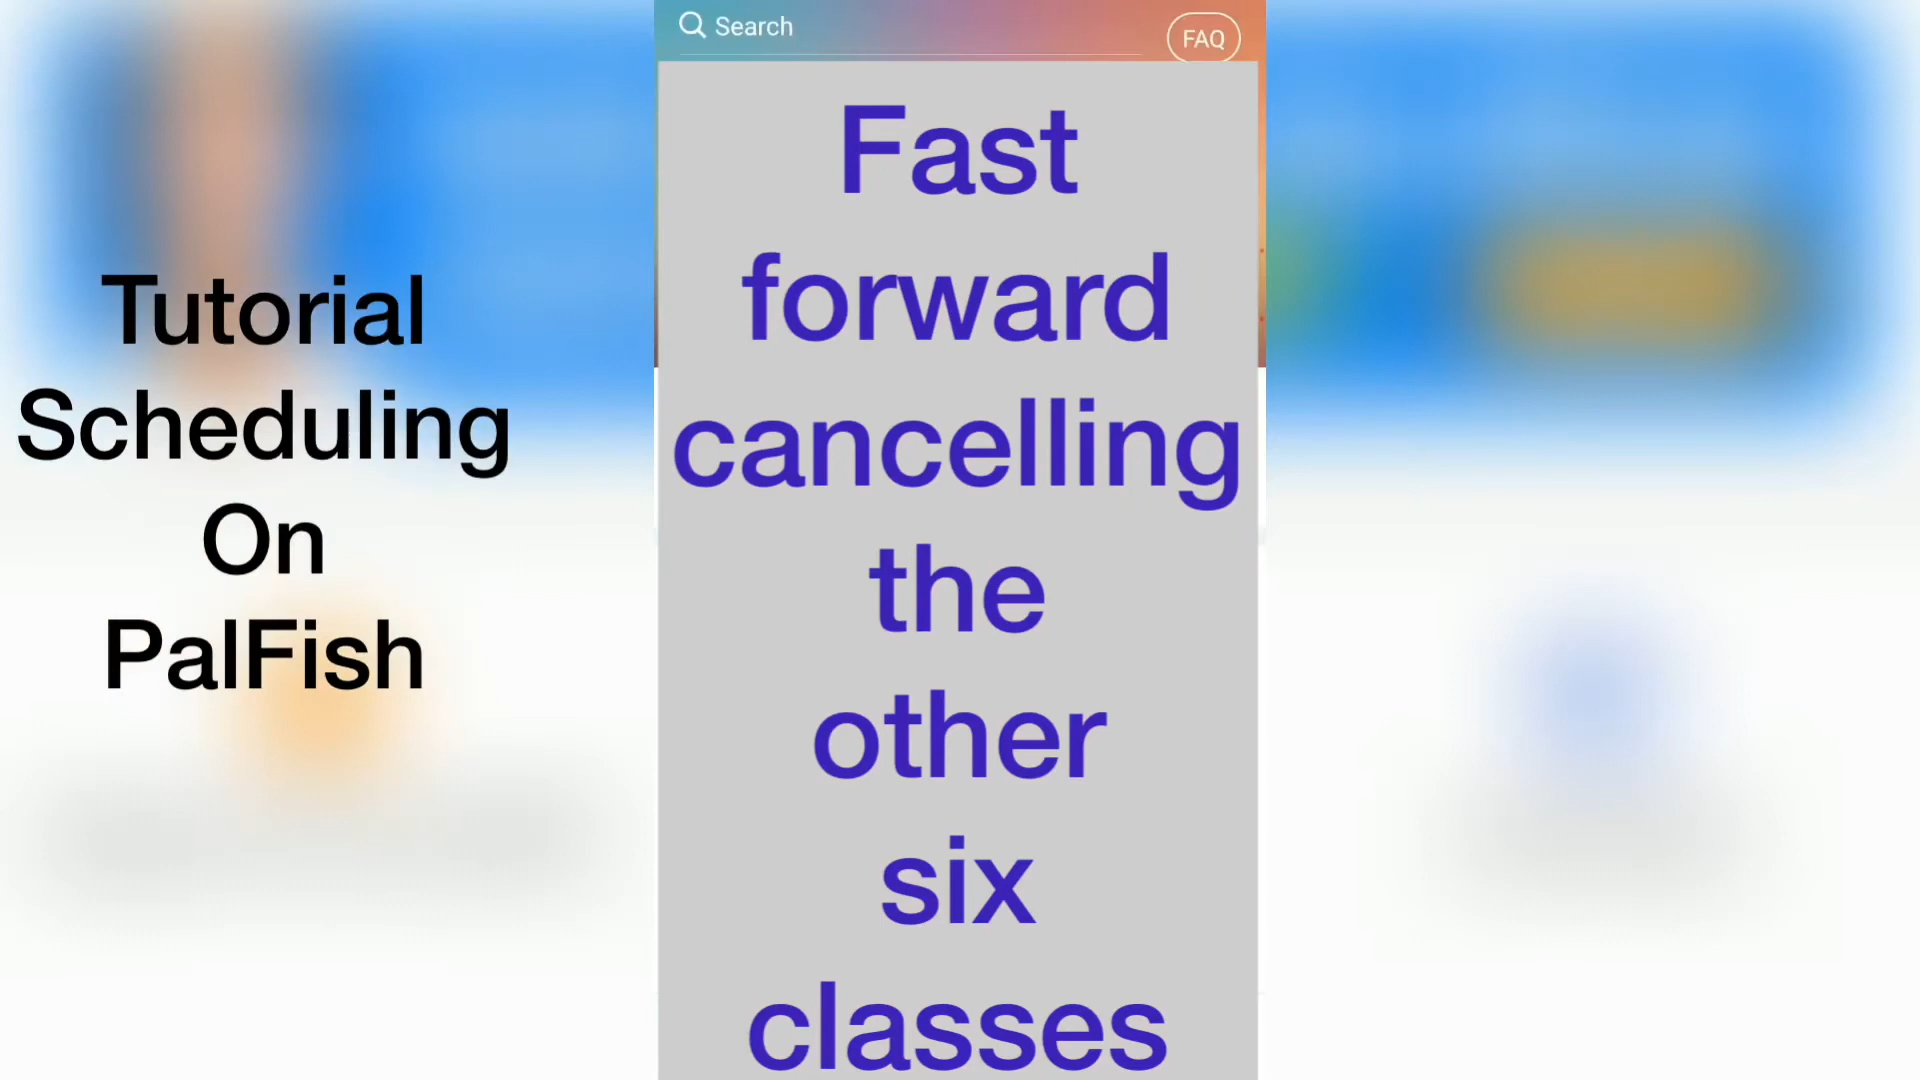 Search
FAQ
Tutorial
Scheduling
On
PalFish
Fast
forward
cancelling
the
other
six
classes